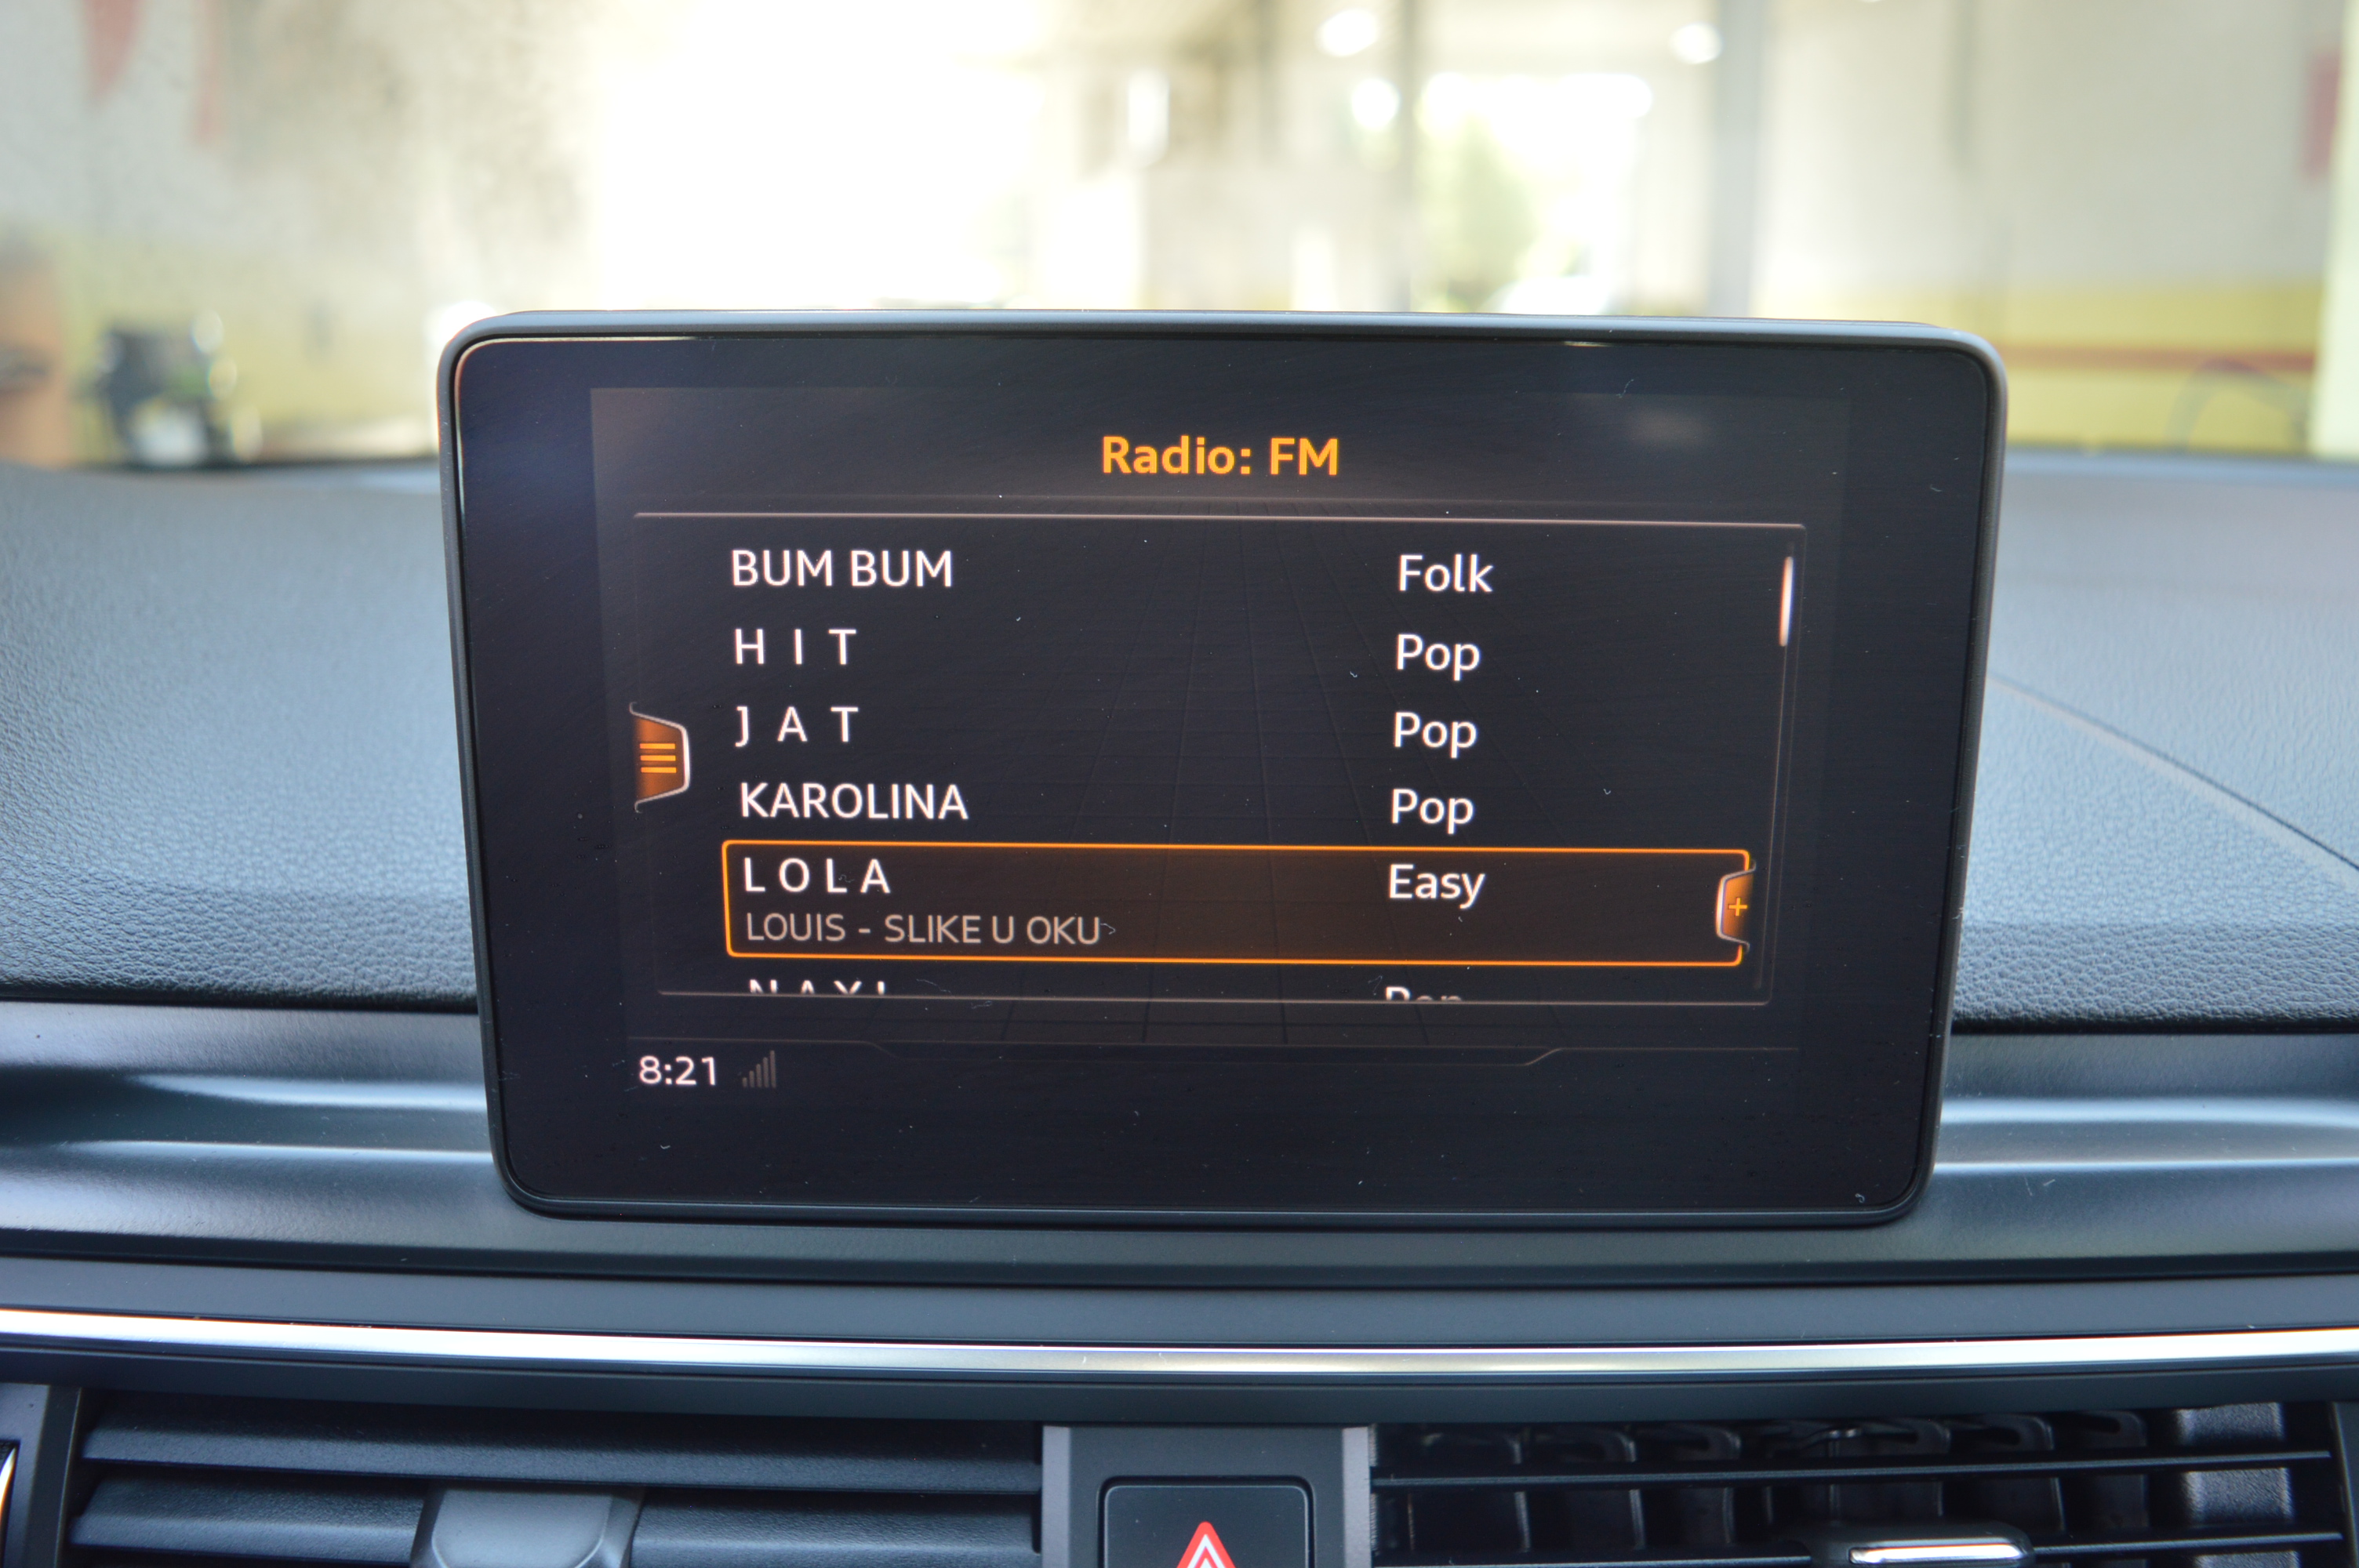 Radio: FM
BUM BUM Folk
H I T Pop
J A T Pop
KAROLINA Pop
L O L A Easy
LOUIS - SLIKE U OKU
8:21